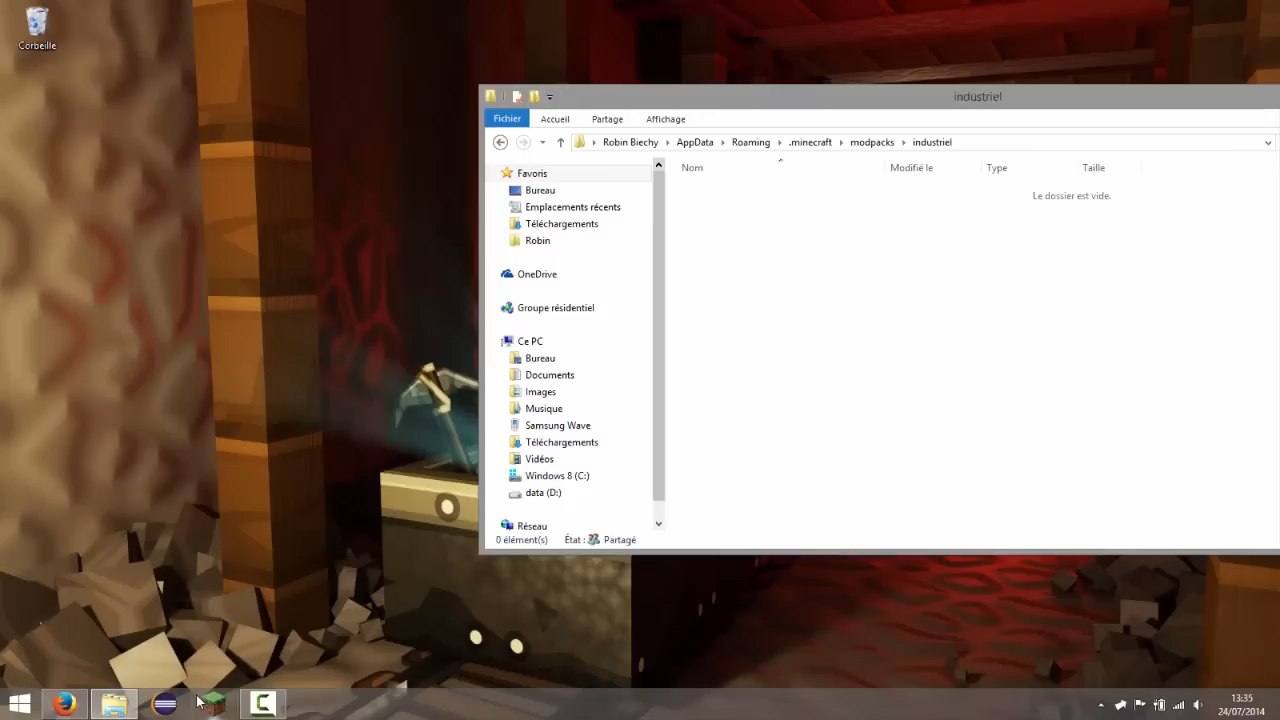 Corbeille
industriel
Fichier Accueil Partage Affichage
Robin Biechy AppData Roaming .minecraft modpacks industriel
Nom Modifié le Type Taille
Le dossier est vide.
Favoris
Bureau
Emplacements récents
Téléchargements
Robin
OneDrive
Groupe résidentiel
Ce PC
Bureau
Documents
Images
Musique
Samsung Wave
Téléchargements
Vidéos
Windows 8 (C:)
data (D:)
Réseau
0 élément(s) État : Partagé
13:35
24/07/2014